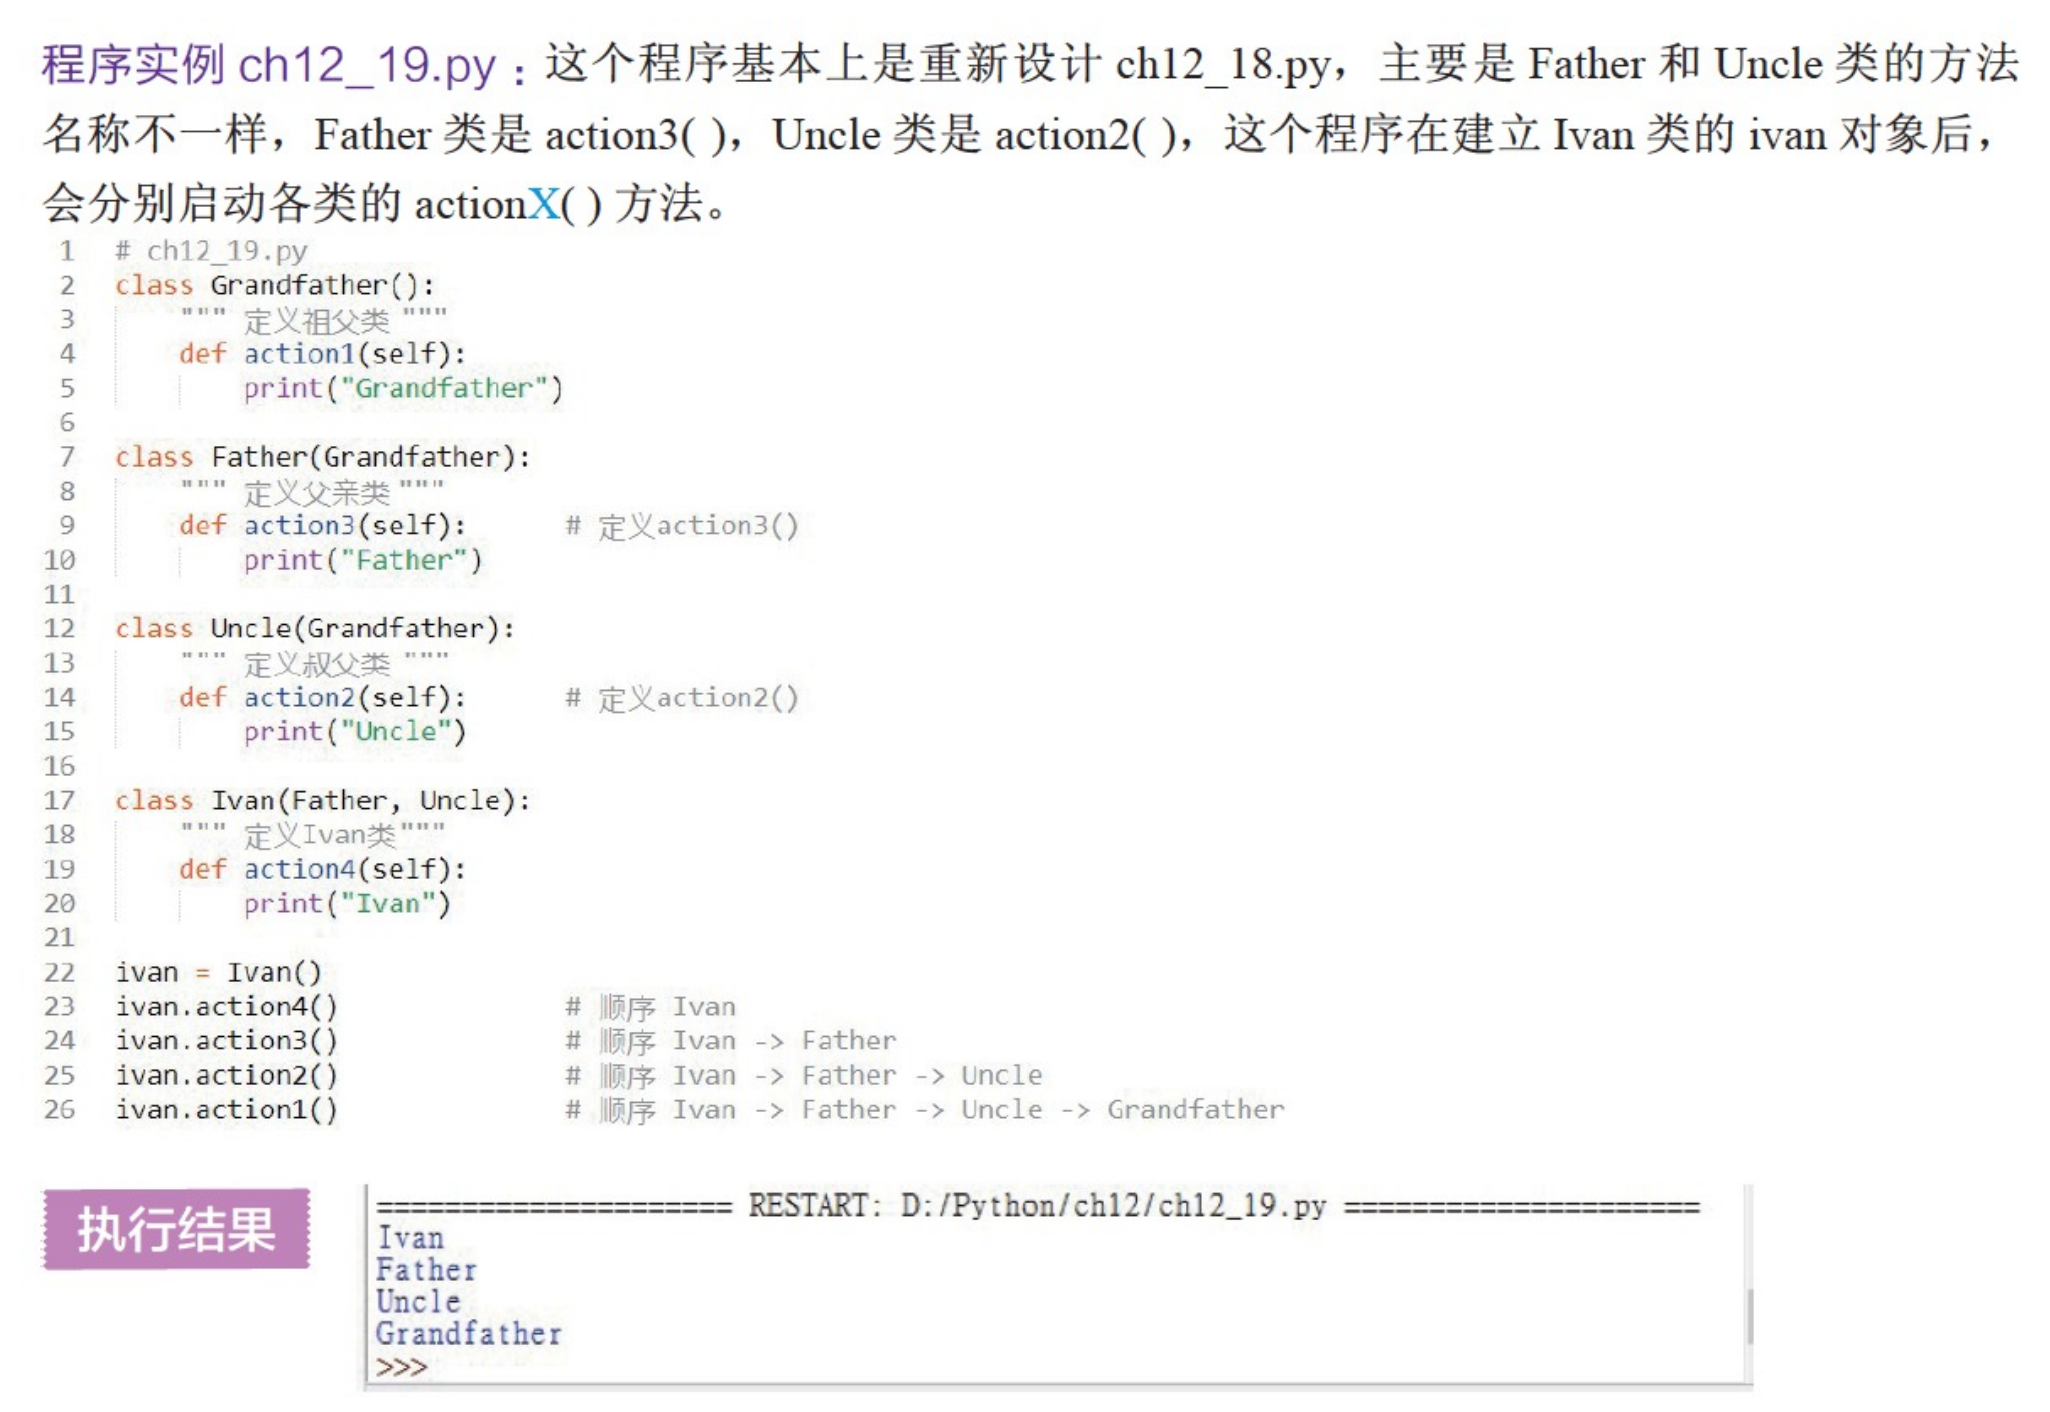 程序实例 ch12_19.py：这个程序基本上是重新设计 ch12_18.py，主要是 Father 和 Uncle 类的方法
名称不一样，Father 类是 action3( )，Uncle 类是 action2( )，这个程序在建立 Ivan 类的 ivan 对象后，
会分别启动各类的 actionX( ) 方法。
1 # ch12_19.py
2 class Grandfather():
3     """ 定义祖父类 """
4     def action1(self):
5         print("Grandfather")
6
7 class Father(Grandfather):
8     """ 定义父亲类 """
9     def action3(self):      # 定义action3()
10         print("Father")
11
12 class Uncle(Grandfather):
13     """ 定义叔父类 """
14     def action2(self):      # 定义action2()
15         print("Uncle")
16
17 class Ivan(Father, Uncle):
18     """ 定义Ivan类"""
19     def action4(self):
20         print("Ivan")
21
22 ivan = Ivan()
23 ivan.action4()              # 顺序 Ivan
24 ivan.action3()              # 顺序 Ivan -> Father
25 ivan.action2()              # 顺序 Ivan -> Father -> Uncle
26 ivan.action1()              # 顺序 Ivan -> Father -> Uncle -> Grandfather
执行结果
===================== RESTART: D:/Python/ch12/ch12_19.py =====================
Ivan
Father
Uncle
Grandfather
>>>